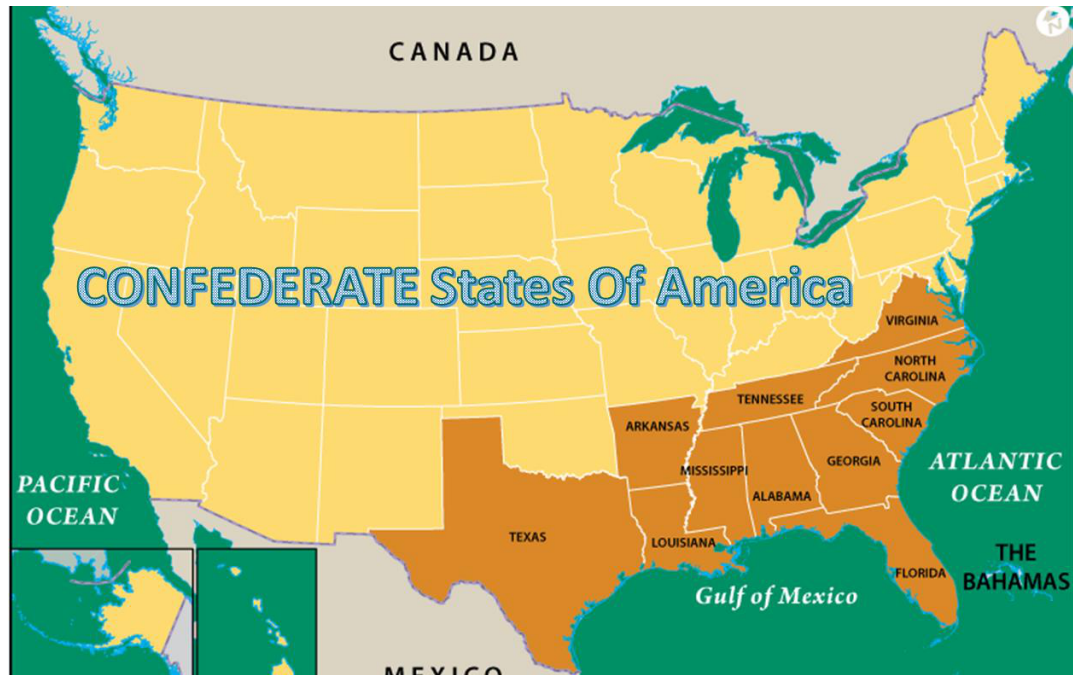 CANADA
CONFEDERATE States Of America
VIRGINIA
NORTH
CAROLINA
TENNESSEE
SOUTH
CAROLINA
ARKANSAS
GEORGIA
MISSISSIPPI
ALABAMA
PACIFIC
OCEAN
ATLANTIC
OCEAN
TEXAS
LOUISIANA
THE
BAHAMAS
FLORIDA
Gulf of Mexico
MEXICO